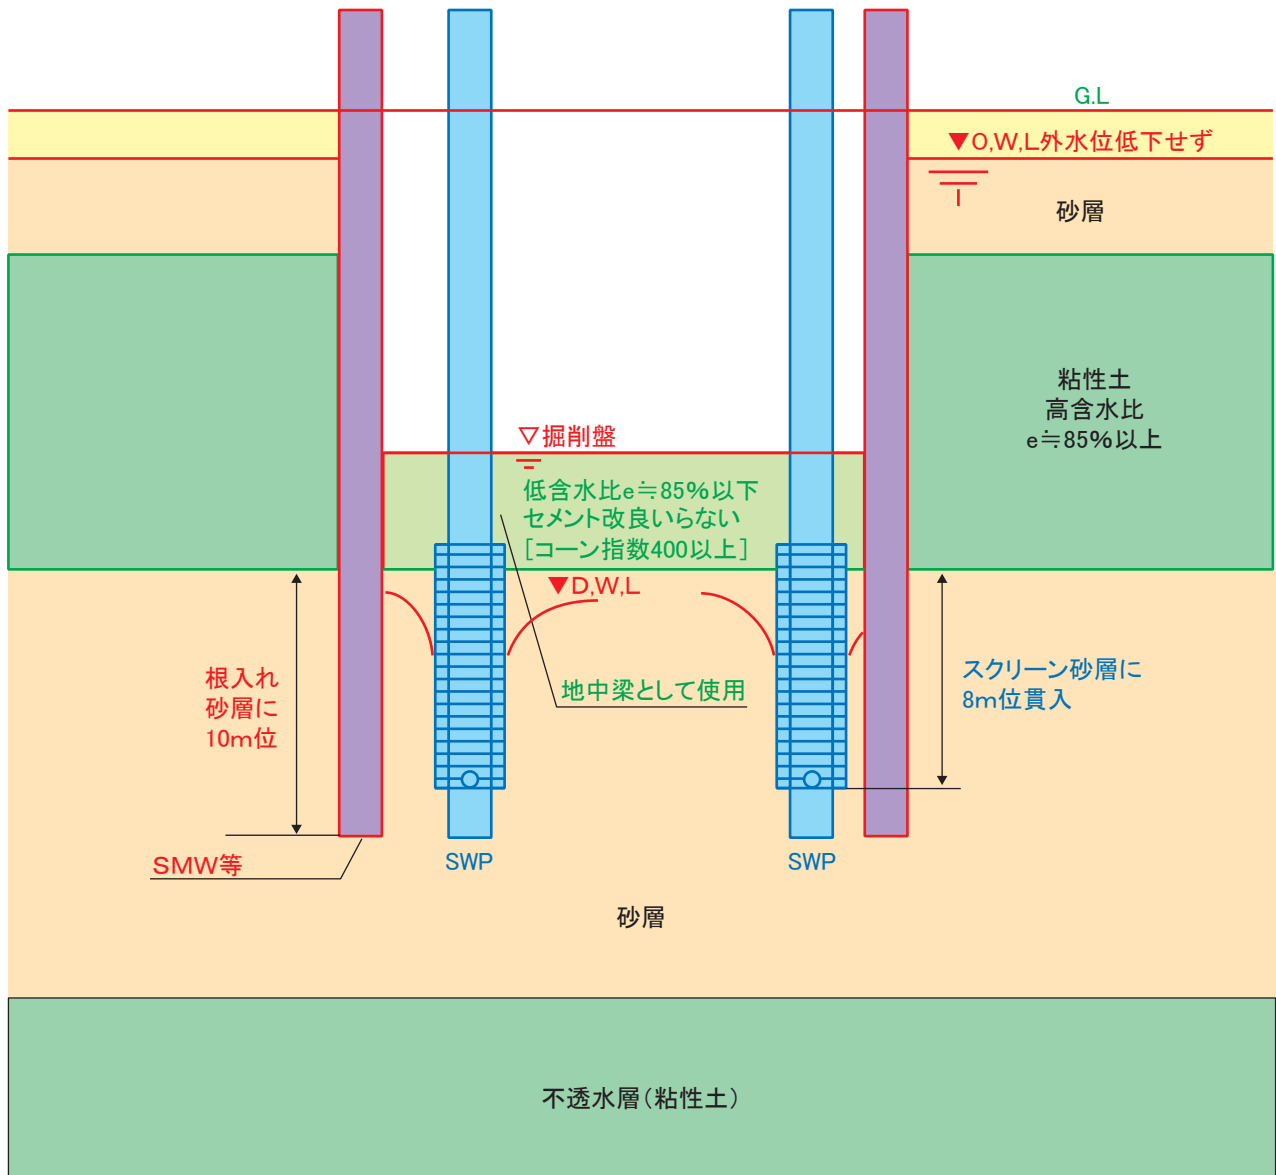 G.L
▼O,W,L外水位低下せず
砂層
粘性土
高含水比
e≒85%以上
▽掘削盤
低含水比e≒85%以下
セメント改良いらない
[コーン指数400以上]
▼D,W,L
地中梁として使用
根入れ
砂層に
10m位
スクリーン砂層に
8m位貫入
SMW等
SWP
SWP
砂層
不透水層(粘性土)